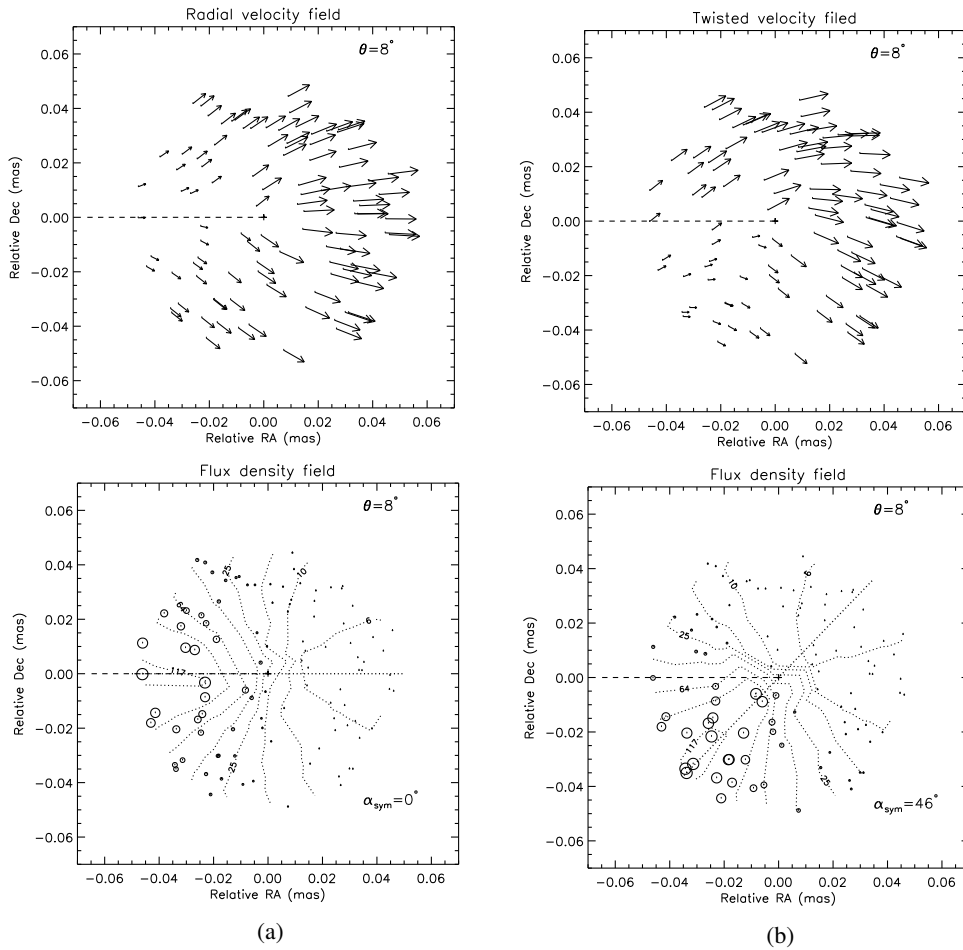 Radial velocity field
θ=8°
0.06
0.04
0.02
0.00
−0.02
−0.04
−0.06
Relative Dec (mas)
−0.06 −0.04 −0.02 0.00 0.02 0.04 0.06
Relative RA (mas)
Twisted velocity filed
θ=8°
0.06
0.04
0.02
0.00
−0.02
−0.04
−0.06
Relative Dec (mas)
−0.06 −0.04 −0.02 0.00 0.02 0.04 0.06
Relative RA (mas)
Flux density field
θ=8°
0.06
0.04
0.02
0.00
−0.02
−0.04
−0.06
Relative Dec (mas)
25
10
64
6
117
25
α_sym=0°
−0.06 −0.04 −0.02 0.00 0.02 0.04 0.06
Relative RA (mas)
(a)
Flux density field
θ=8°
0.06
0.04
0.02
0.00
−0.02
−0.04
−0.06
Relative Dec (mas)
10
6
25
64
117
25
α_sym=46°
−0.06 −0.04 −0.02 0.00 0.02 0.04 0.06
Relative RA (mas)
(b)